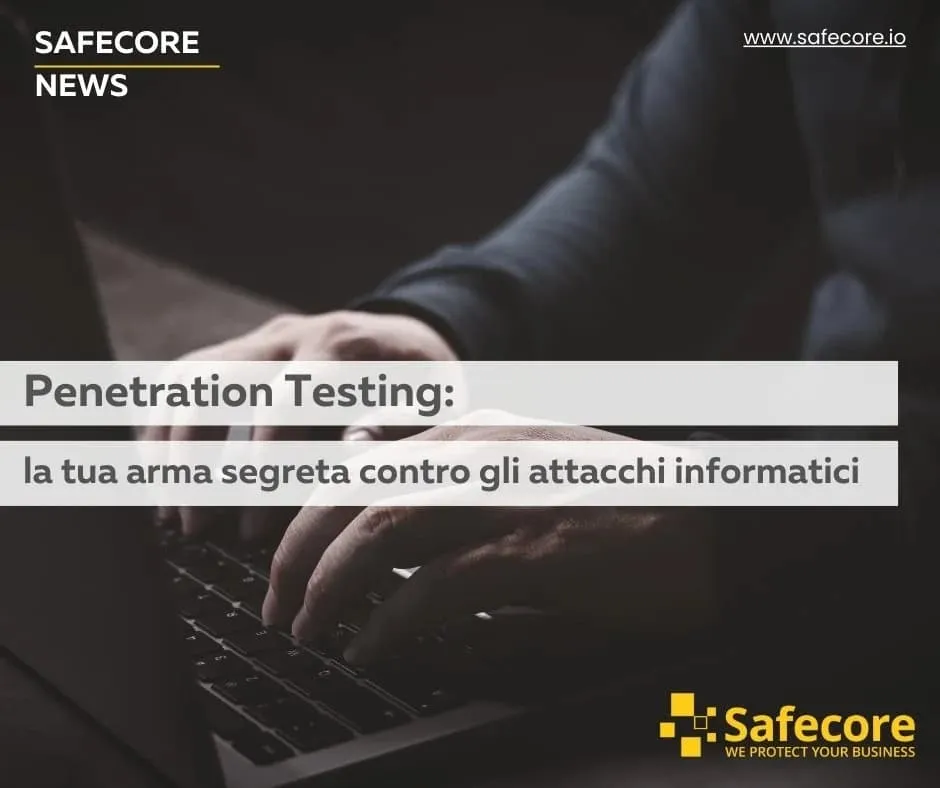 SAFECORE
NEWS
www.safecore.io
Penetration Testing:
la tua arma segreta contro gli attacchi informatici
Safecore
WE PROTECT YOUR BUSINESS